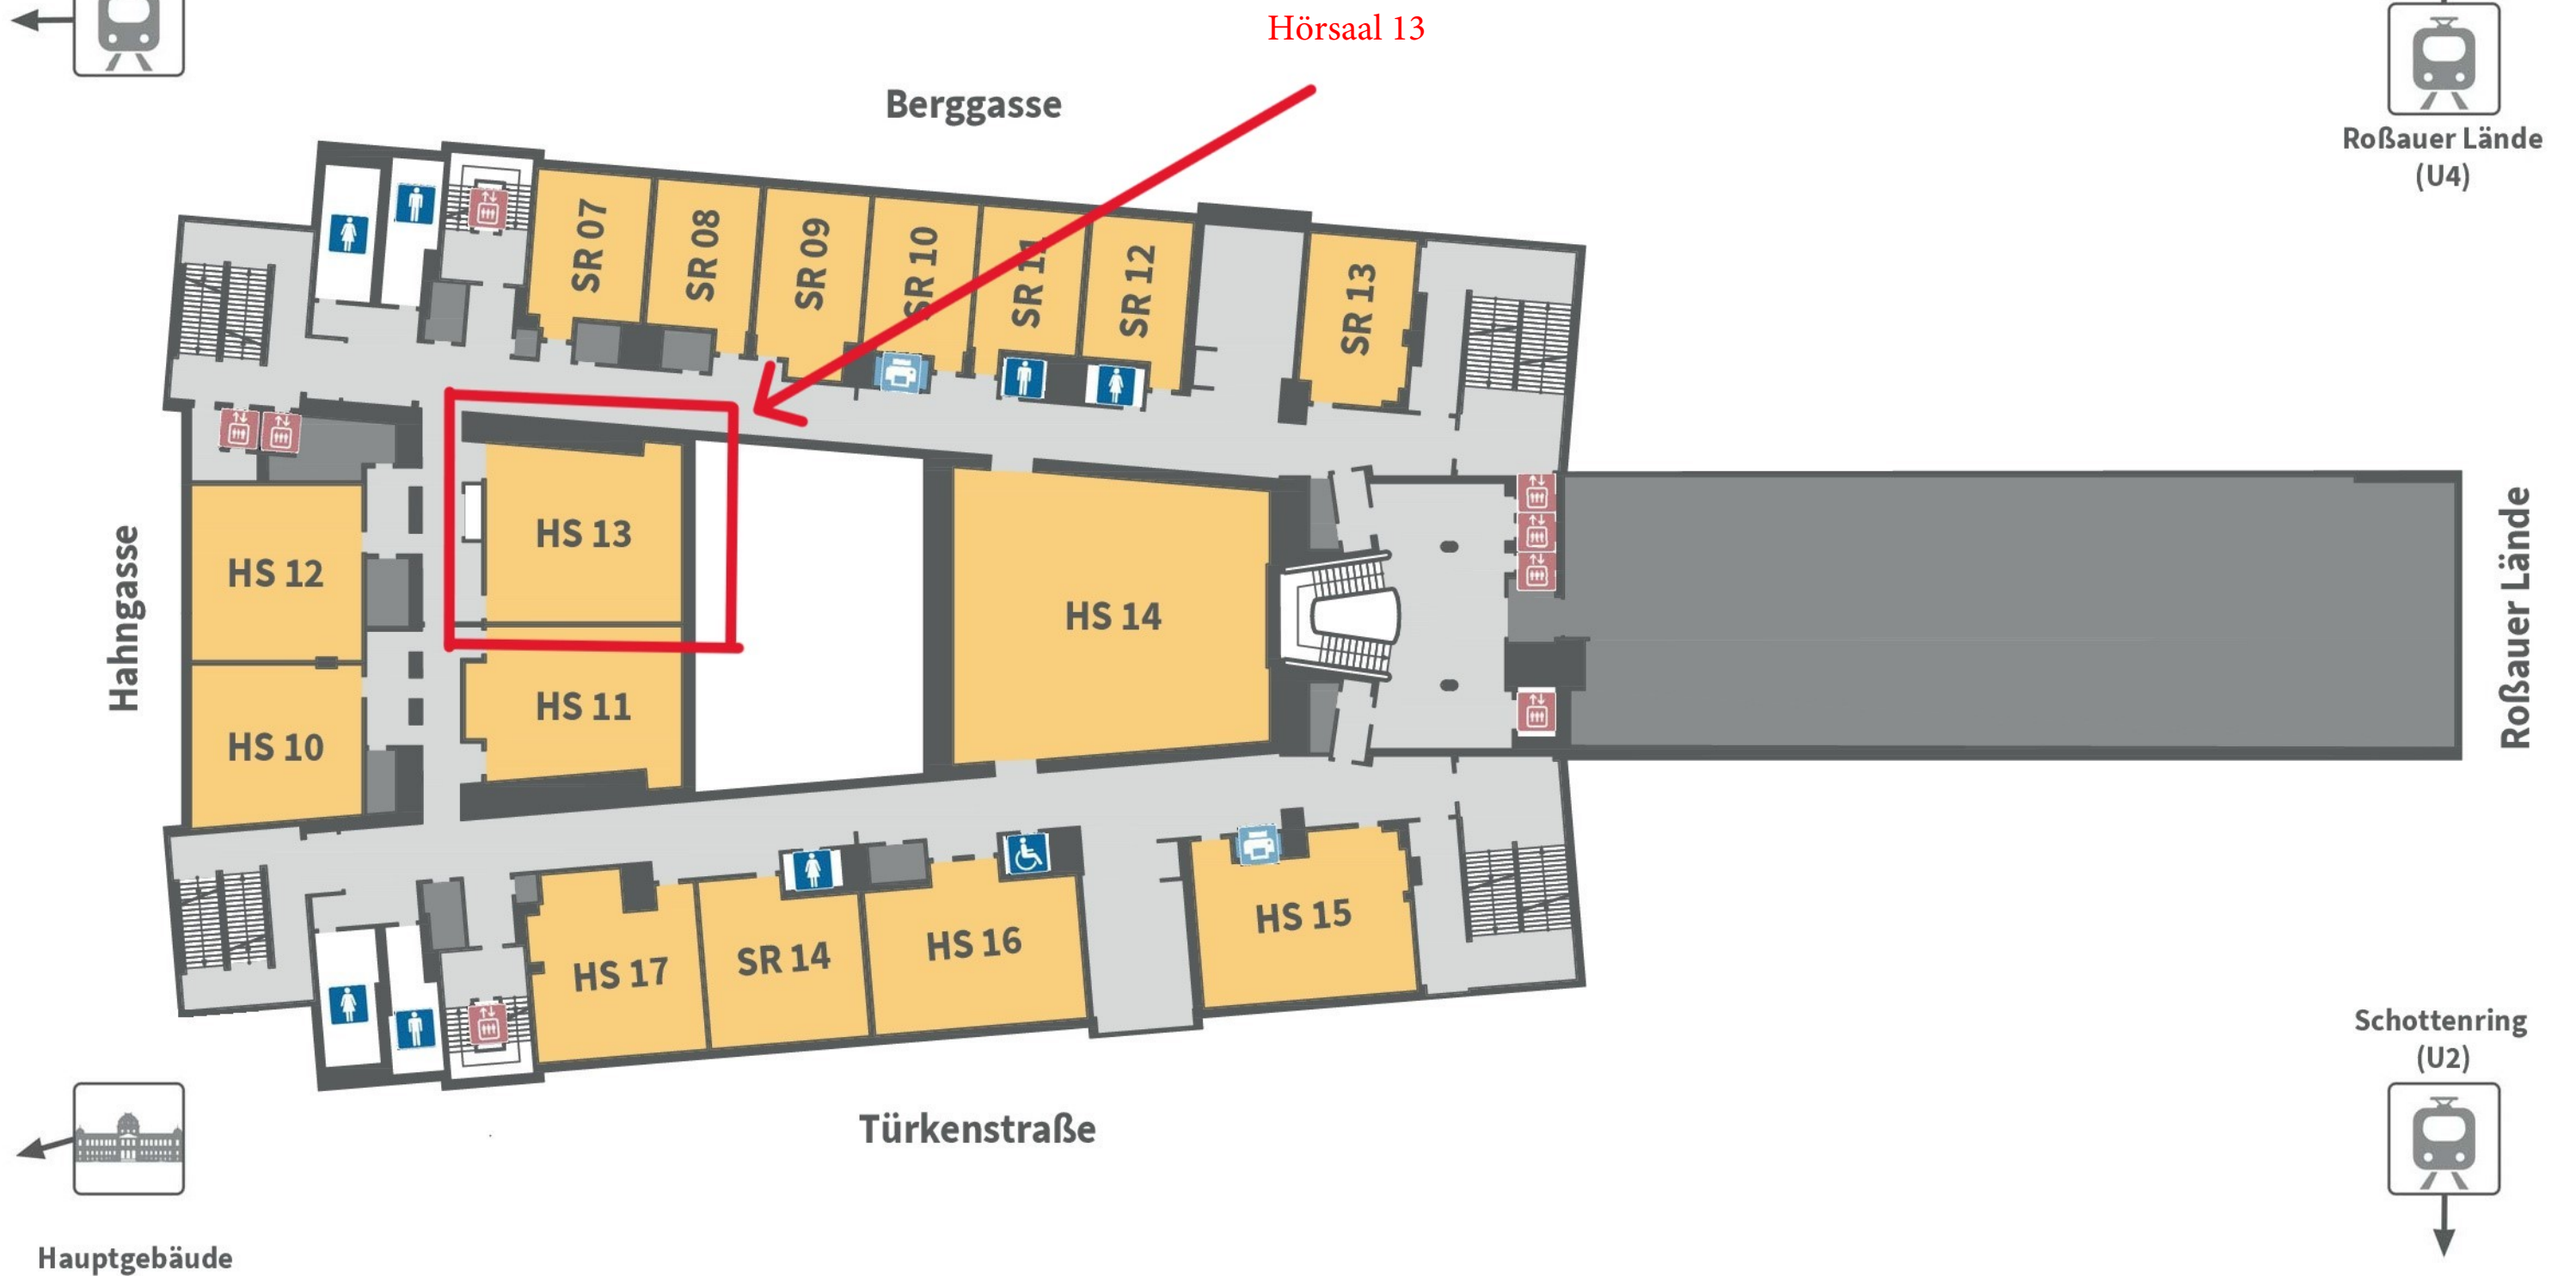 Hörsaal 13
Berggasse
Roßauer Lände
(U4)
SR 07
SR 08
SR 09
SR 10
SR 11
SR 12
SR 13
HS 13
HS 12
HS 14
HS 11
HS 10
Hahngasse
Roßauer Lände
HS 15
HS 16
SR 14
HS 17
Schottenring
(U2)
Türkenstraße
Hauptgebäude